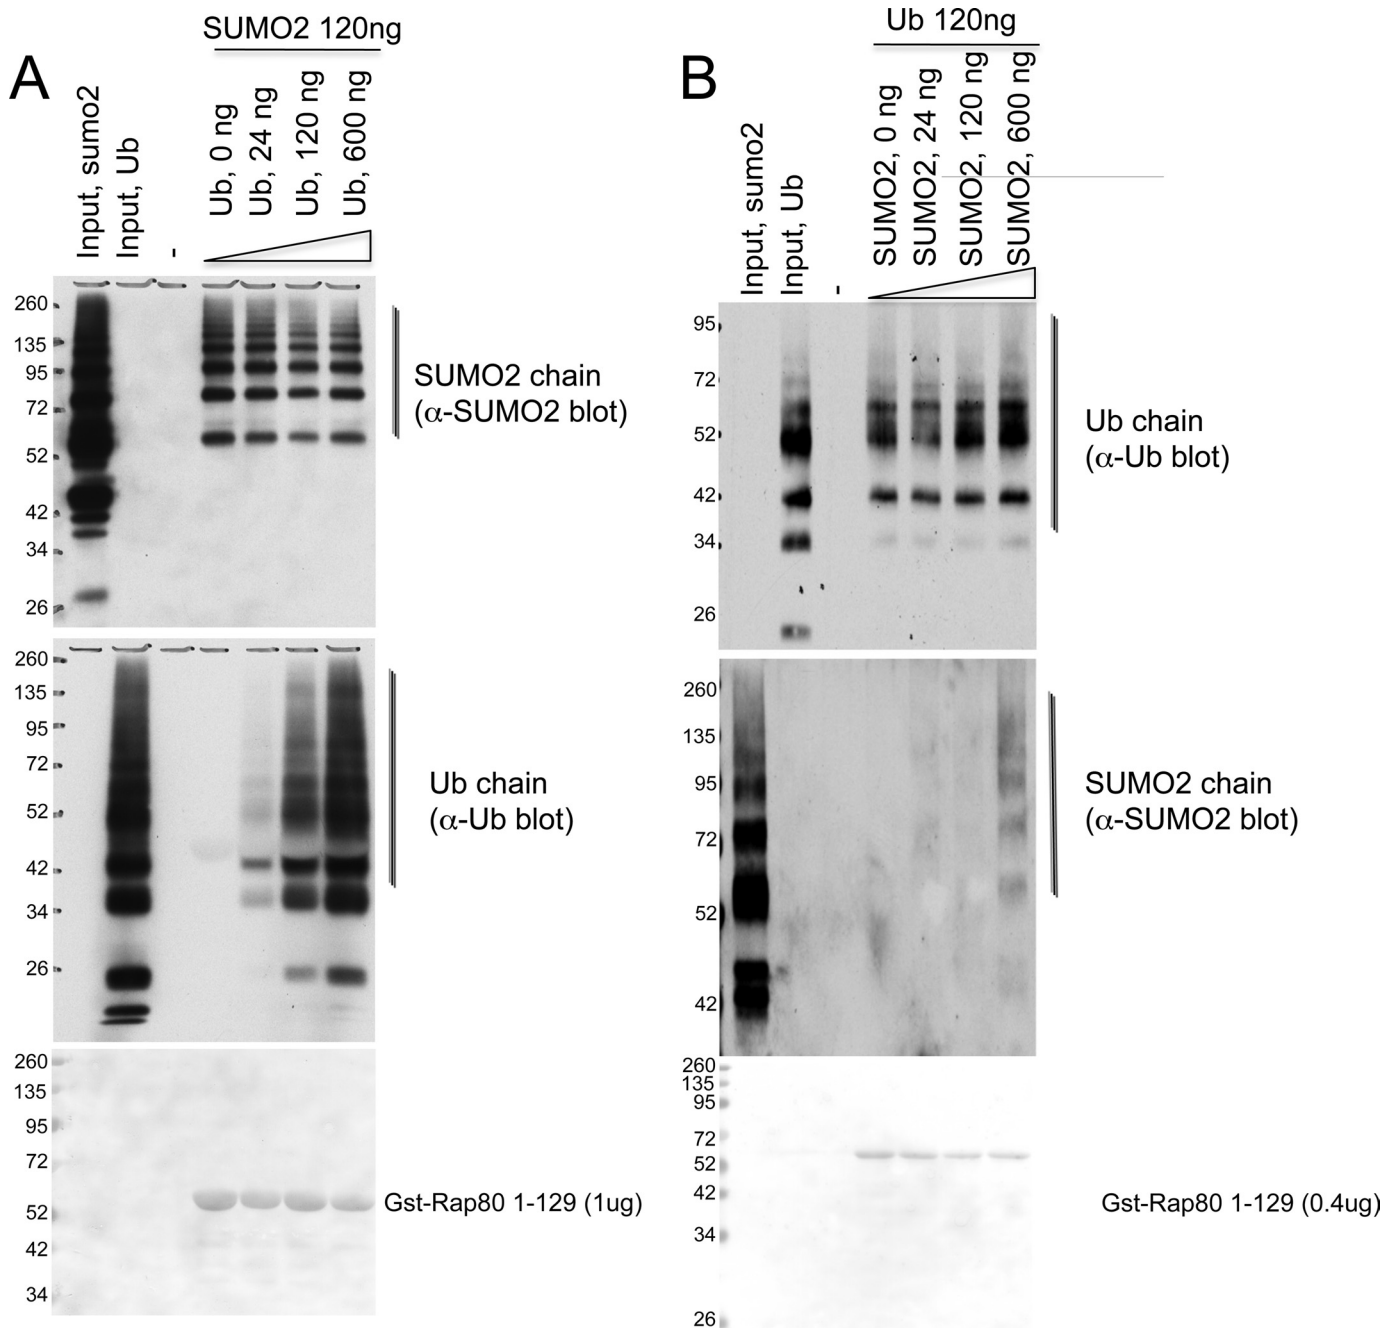 A
SUMO2 120ng
Input, sumo2
Input, Ub
-
Ub, 0 ng
Ub, 24 ng
Ub, 120 ng
Ub, 600 ng
260
135
95
72
52
42
34
26
SUMO2 chain
(α-SUMO2 blot)
260
135
95
72
52
42
34
26
Ub chain
(α-Ub blot)
260
135
95
72
52
42
34
Gst-Rap80 1-129 (1ug)
B
Ub 120ng
Input, sumo2
Input, Ub
-
SUMO2, 0 ng
SUMO2, 24 ng
SUMO2, 120 ng
SUMO2, 600 ng
95
72
52
42
34
26
Ub chain
(α-Ub blot)
260
135
95
72
52
42
SUMO2 chain
(α-SUMO2 blot)
260
135
95
72
52
42
34
26
Gst-Rap80 1-129 (0.4ug)